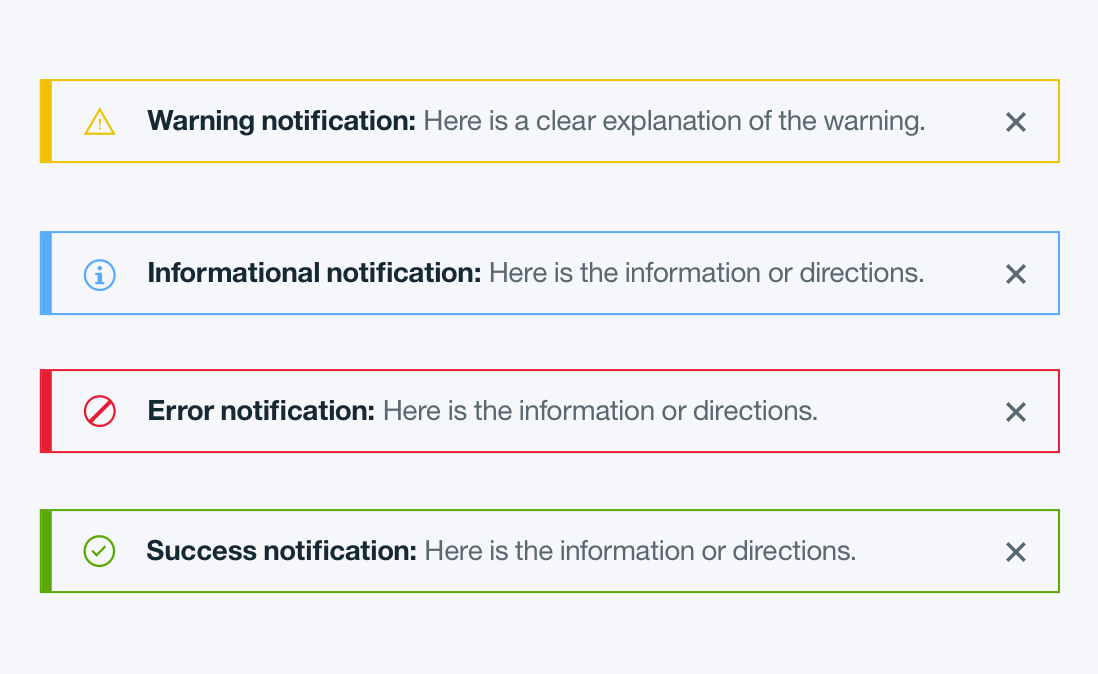 Warning notification: Here is a clear explanation of the warning.
Informational notification: Here is the information or directions.
Error notification: Here is the information or directions.
Success notification: Here is the information or directions.